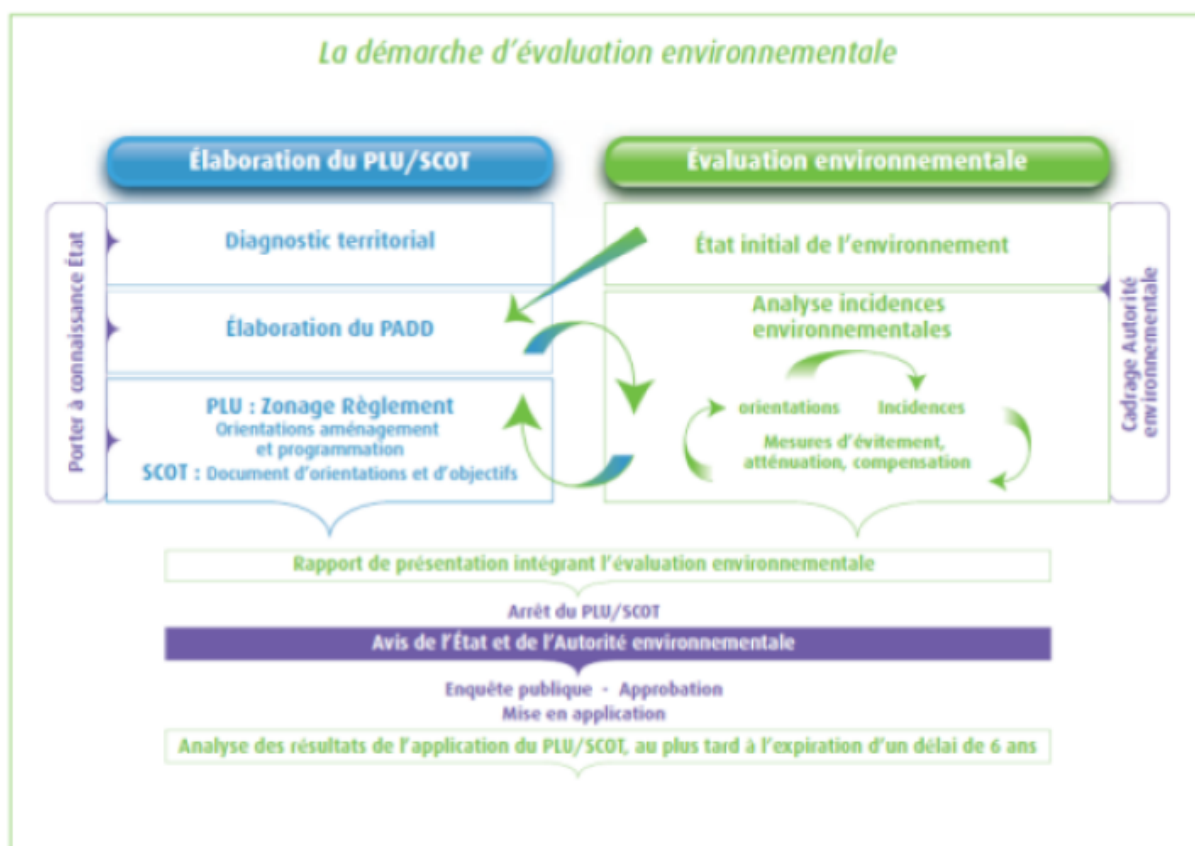 La démarche d'évaluation environnementale
Élaboration du PLU/SCOT
Évaluation environnementale
Porter à connaissance État
Diagnostic territorial
Élaboration du PADD
PLU : Zonage Règlement
Orientations aménagement
et programmation
SCOT : Document d'orientations et d'objectifs
État initial de l'environnement
Analyse incidences
environnementales
orientations
Incidences
Mesures d'évitement,
atténuation, compensation
Cadrage Autorité
environnementale
Rapport de présentation intégrant l'évaluation environnementale
Arrêt du PLU/SCOT
Avis de l'État et de l'Autorité environnementale
Enquête publique - Approbation
Mise en application
Analyse des résultats de l'application du PLU/SCOT, au plus tard à l'expiration d'un délai de 6 ans